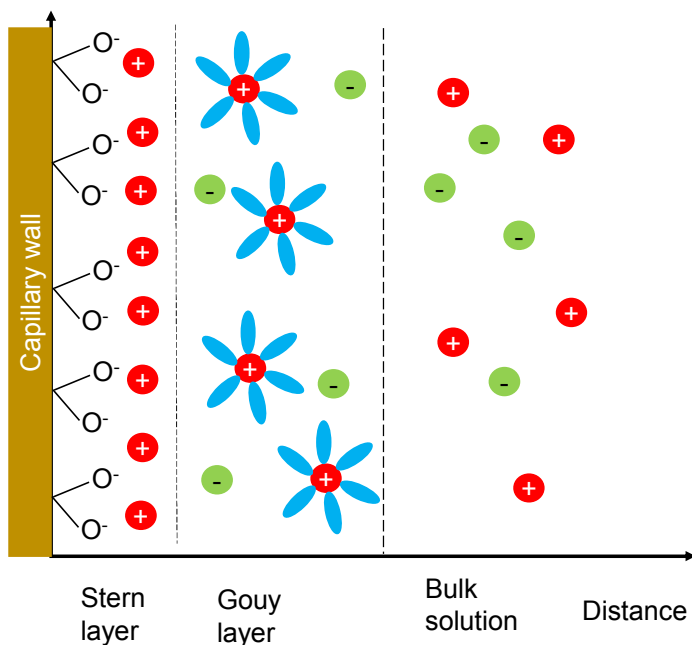 Capillary wall
O-
+
O-
+
O-
+
O-
+
O-
+
O-
+
O-
+
O-
+
O-
O-
+
-
-
+
+
-
-
+
+
-
+
-
-
+
+
-
+
-
+
Stern
layer
Gouy
layer
Bulk
solution
Distance